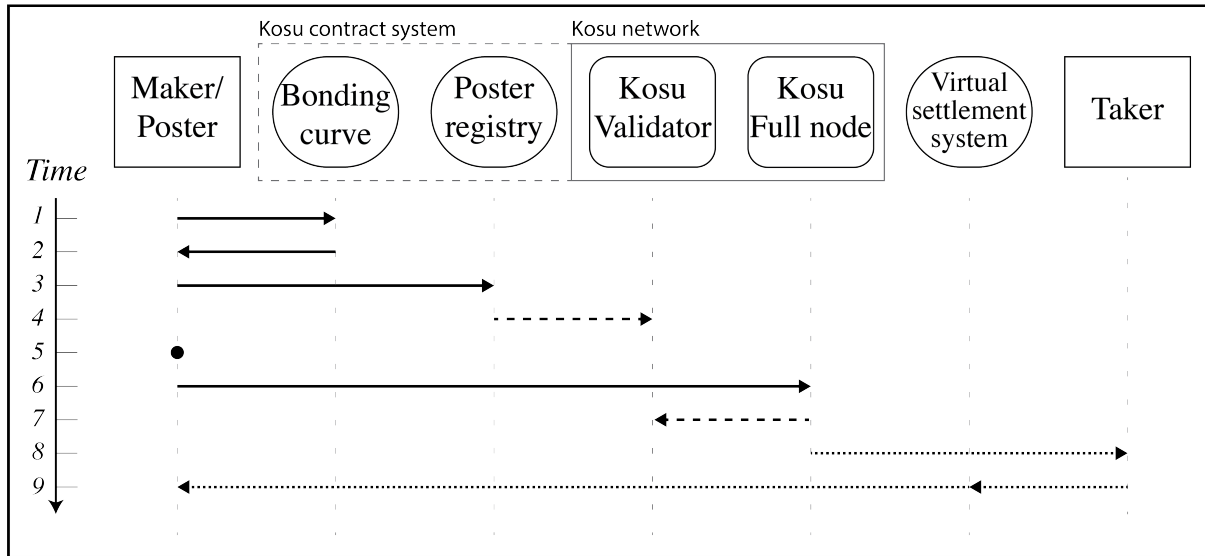 Kosu contract system
Kosu network
Maker/
Poster
Bonding
curve
Poster
registry
Kosu
Validator
Kosu
Full node
Virtual
settlement
system
Taker
Time
1
2
3
4
5
6
7
8
9